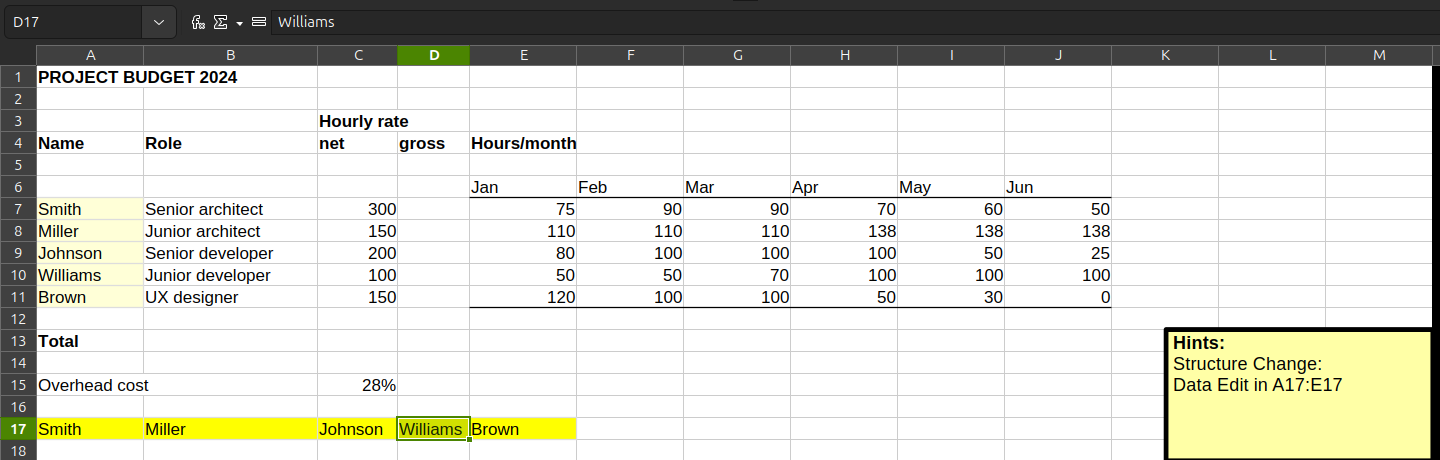 D17 Williams
A B C D E F G H I J K L M
1 PROJECT BUDGET 2024
2
3 Hourly rate
4 Name Role net gross Hours/month
5
6 Jan Feb Mar Apr May Jun
7 Smith Senior architect 300 75 90 90 70 60 50
8 Miller Junior architect 150 110 110 110 138 138 138
9 Johnson Senior developer 200 80 100 100 100 50 25
10 Williams Junior developer 100 50 50 70 100 100 100
11 Brown UX designer 150 120 100 100 50 30 0
12
13 Total
14
15 Overhead cost 28%
16
17 Smith Miller Johnson Williams Brown
18
Hints:
Structure Change:
Data Edit in A17:E17